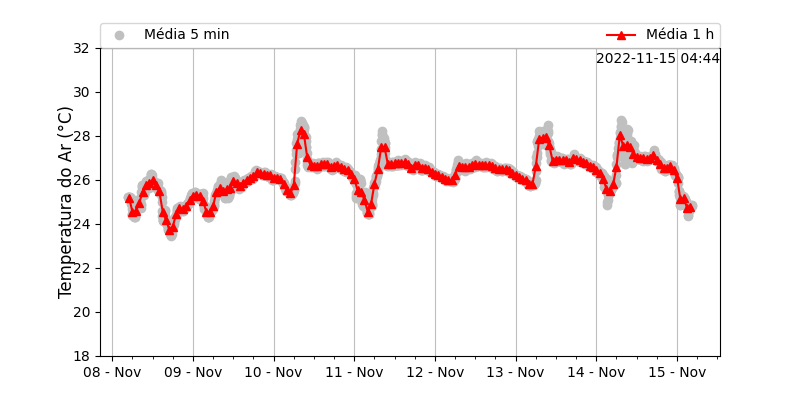 Média 5 min
Média 1 h
2022-11-15 04:44
Temperatura do Ar (°C)
32
30
28
26
24
22
20
18
08 - Nov
09 - Nov
10 - Nov
11 - Nov
12 - Nov
13 - Nov
14 - Nov
15 - Nov